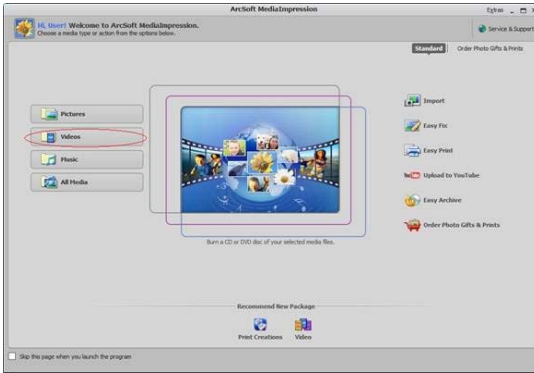 ArcSoft MediaImpression
Extras
Hi, User! Welcome to ArcSoft MediaImpression.
Choose a media type or action from the options below.
Service & Support
Standard
Order Photo Gifts & Prints
Pictures
Videos
Music
All Media
Import
Easy Fix
Easy Print
You Tube Upload to YouTube
Easy Archive
Order Photo Gifts & Prints
Burn a CD or DVD disc of your selected media files.
Recommend New Package
Print Creations
Video
Skip this page when you launch the program